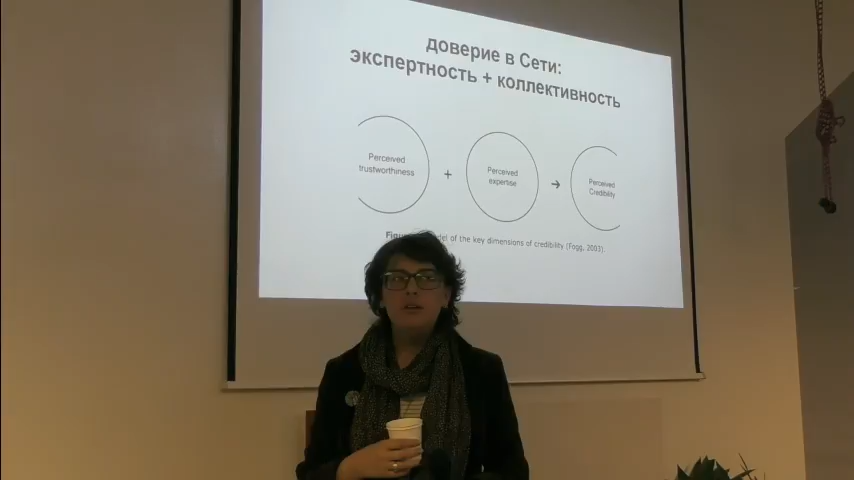 доверие в Сети:
экспертность + коллективность
Perceived
trustworthiness
+
Perceived
expertise
→
Perceived
Credibility
of the key dimensions of credibility (Fogg, 2003).